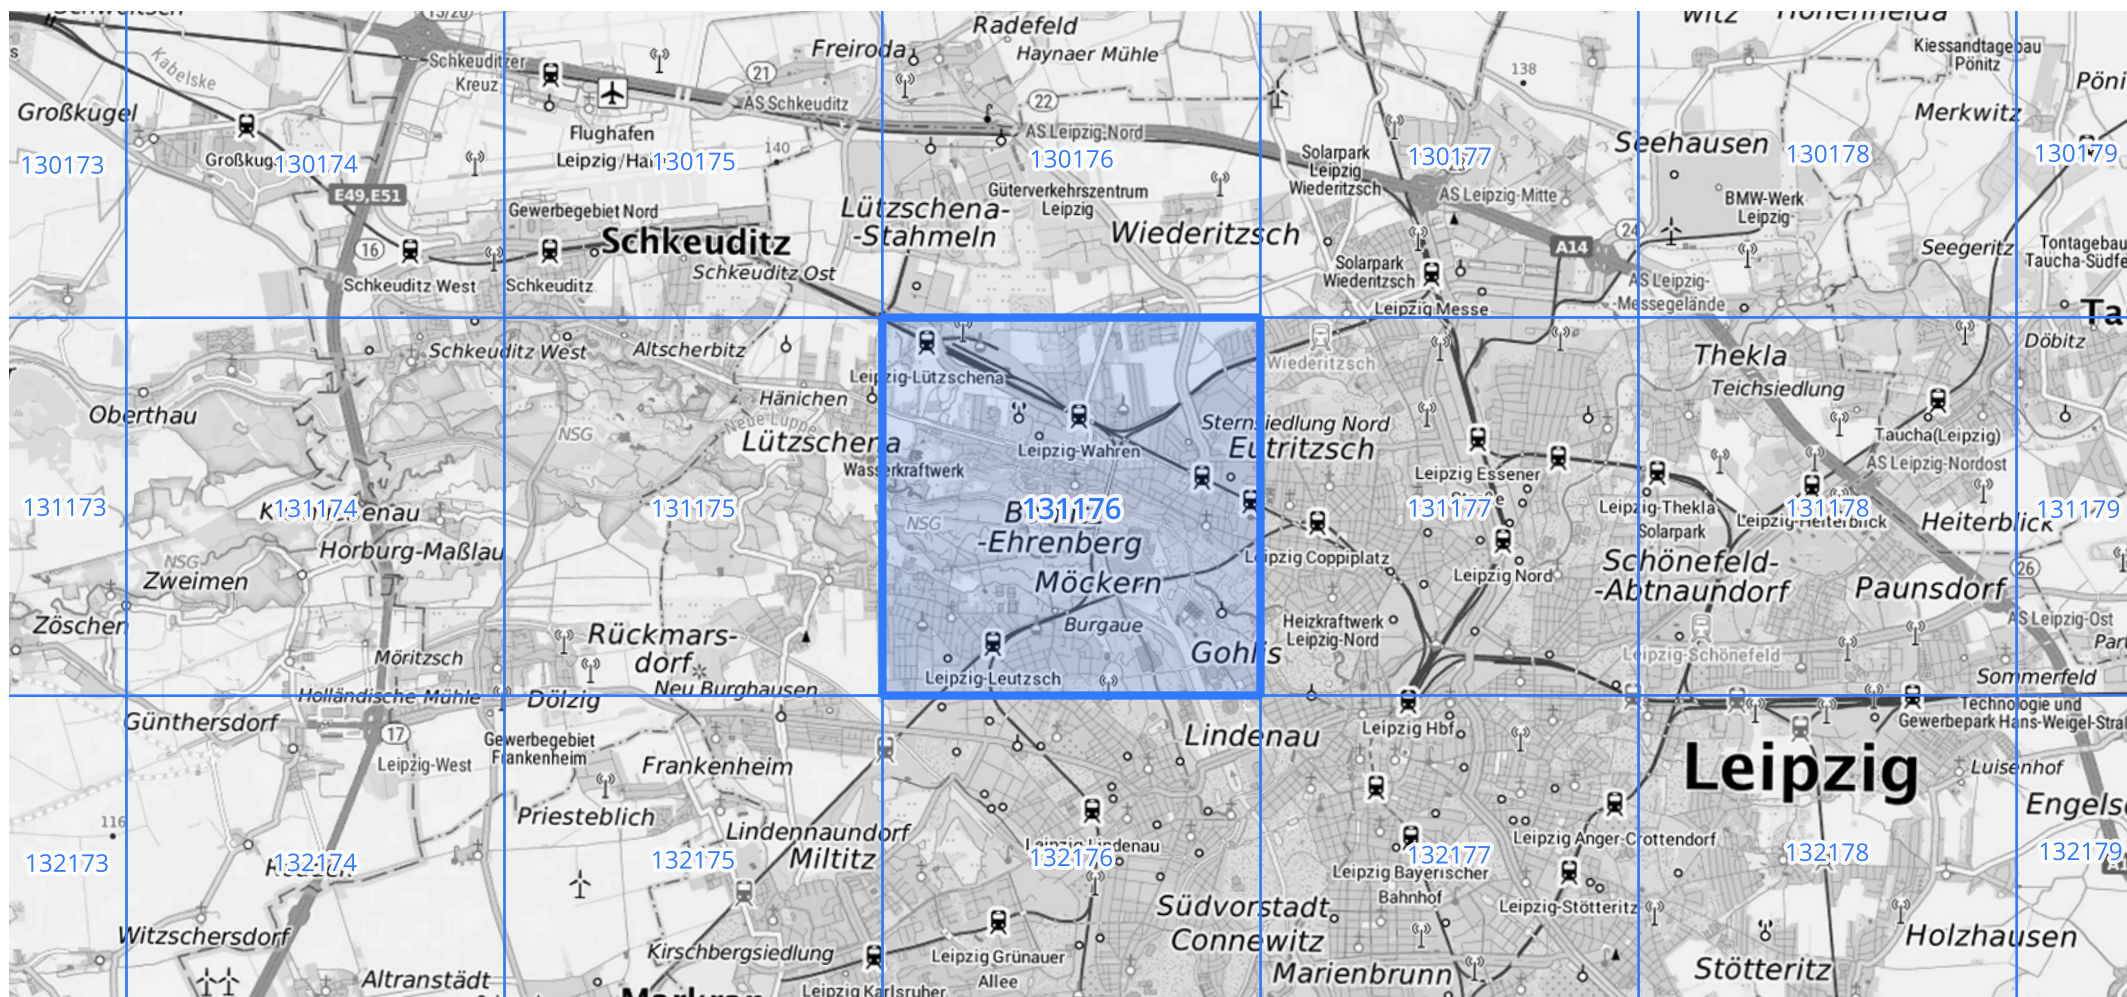 Radefeld
Haynaer Mühle
Freiroda
Kabelske
Schkeuditzer
Kreuz
21
22
138
Kiessandtagebau
Pönitz
Merkwitz
Großkugel
AS Schkeuditz
AS Leipzig-Nord
Flughafen
140
Seehausen
130173
130174
130175
130176
130177
130178
130179
Solarpark
Leipzig
Wiederitzsch
E49,E51
AS Leipzig-Mitte
Güterverkehrszentrum
Leipzig
BMW-Werk
Leipzig
Gewerbegebiet Nord
Lützschena-
-Stahmeln
Wiederitzsch
Schkeuditz
16
24
A14
Seegeritz
Schkeuditz Ost
Solarpark
Wiederitzsch
Schkeuditz West
Schkeuditz
AS Leipzig-
-Messegelände
Leipzig Messe
Schkeuditz West
Altscherbitz
Wiederitzsch
Thekla
Döbitz
Leipzig-Lützschena
Teichsiedlung
Oberthau
Hänichen
Neue Luppe
NSG
Lützschena
Sternsiedlung Nord
Eutritzsch
Leipzig-Wahren
Taucha(Leipzig)
AS Leipzig-Nordost
Wasserkraftwerk
Leipzig Essener
131173
131174
131175
131176
131177
131178
131179
Leipzig-Thekla
Solarpark
Leipzig-Heiterblick
Heiterblick
NSG
-Ehrenberg
Horburg-Maßlau
Leipzig Coppiplatz
NSG
Zweimen
Möckern
Leipzig Nord
Schönefeld-
-Abtnaundorf
Paunsdorf
26
Zöschen
Burgaue
Heizkraftwerk
Leipzig-Nord
AS Leipzig-Ost
Rückmars-
dorf
Möritzsch
Gohlis
Leipzig-Schönefeld
Leipzig-Leutzsch
Sommerfeld
Holländische Mühle
Neu Burghausen
Dölzig
Günthersdorf
17
Gewerbegebiet
Frankenheim
Leipzig-West
Lindenau
Leipzig Hbf
Technologie und
Frankenheim
Leipzig
Luisenhof
Priesteblich
Lindennaundorf
Miltitz
116
Leipzig Anger-Crottendorf
132173
132174
132175
132176
132177
132178
132179
Leipzig Bayerischer
Bahnhof
Südvorstadt
Connewitz
Leipzig-Stötteritz
Witzschersdorf
Kirschbergsiedlung
Leipzig Grünauer
Allee
Holzhausen
Altranstädt
Marienbrunn
Stötteritz
Leipzig Karlsruher